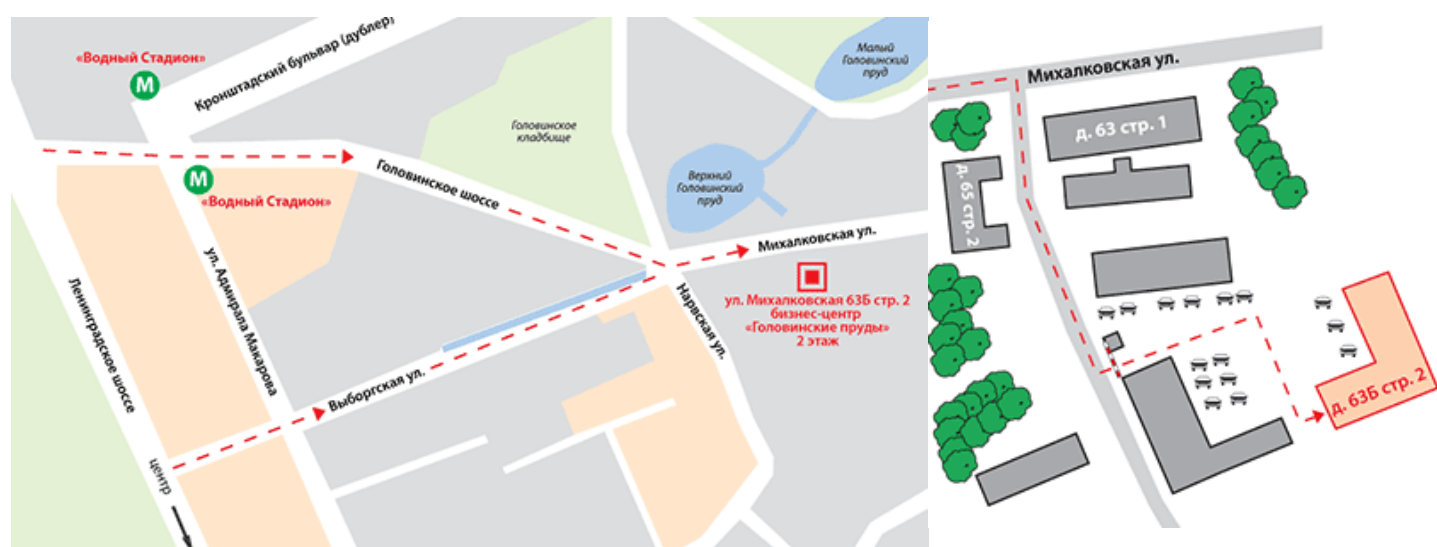 «Водный Стадион»
М
Кронштадский бульвар (дублер)
Малый
Головинский
пруд
Головинское
кладбище
Головинское шоссе
М
«Водный Стадион»
Верхний
Головинский
пруд
Михалковская ул.
ул. Михалковская 63Б стр. 2
бизнес-центр
«Головинские пруды»
2 этаж
Ленинградское шоссе
ул. Адмирала Макарова
Нарвская ул.
Выборгская ул.
центр
Михалковская ул.
д. 63 стр. 1
д. 65 стр. 2
д. 63Б стр. 2